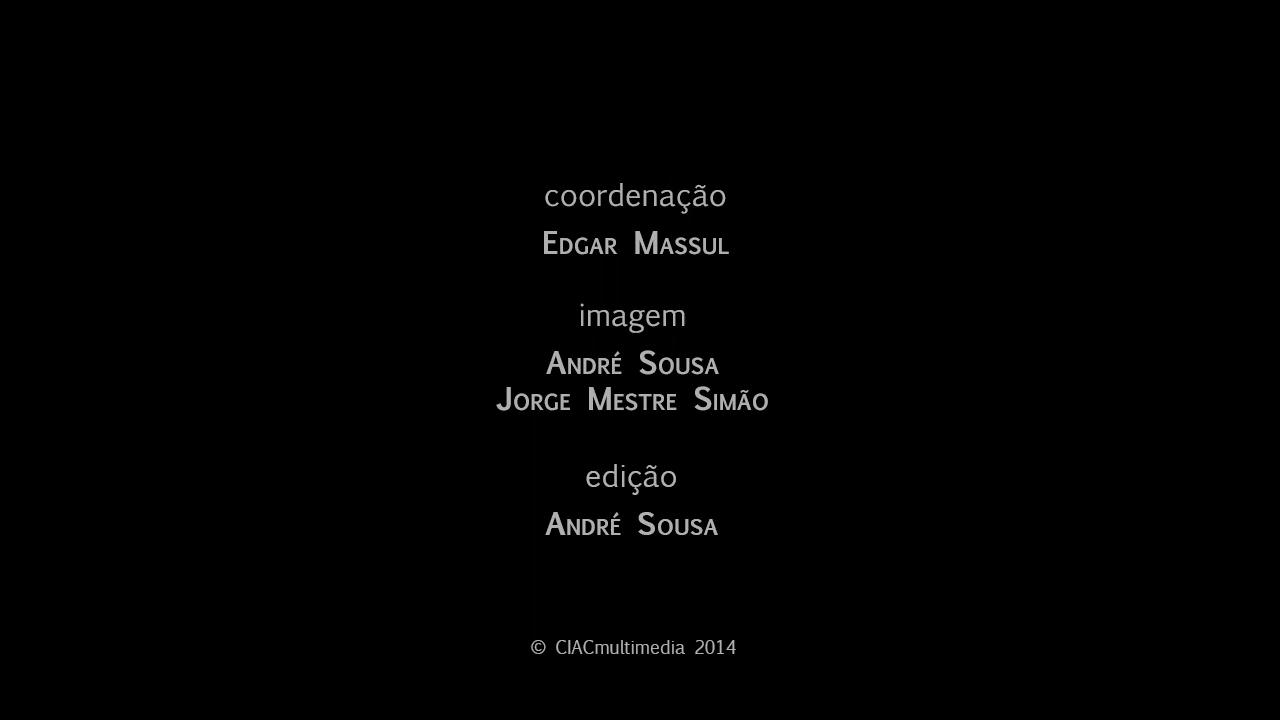 coordenação
Edgar Massul
imagem
André Sousa
Jorge Mestre Simão
edição
André Sousa
© CIACmultimedia 2014